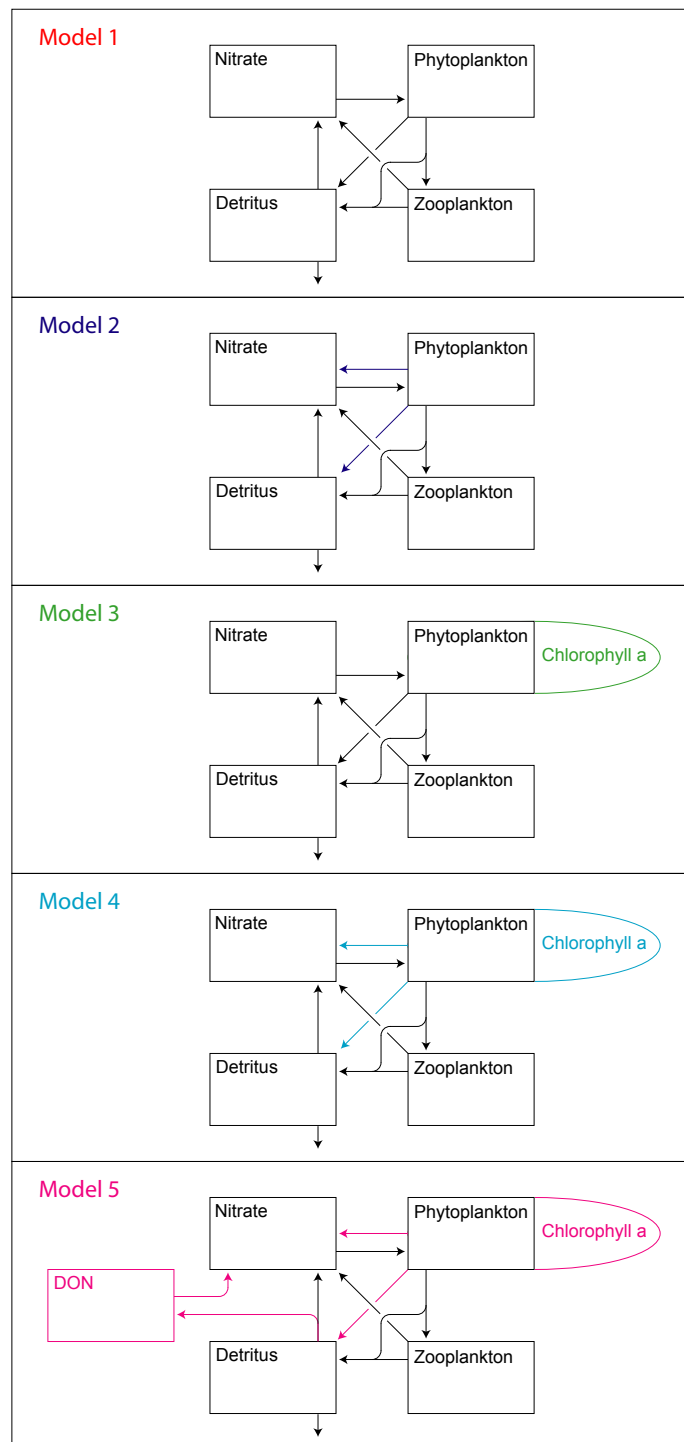 Model 1
Nitrate
Phytoplankton
Detritus
Zooplankton
Model 2
Nitrate
Phytoplankton
Detritus
Zooplankton
Model 3
Nitrate
Phytoplankton
Chlorophyll a
Detritus
Zooplankton
Model 4
Nitrate
Phytoplankton
Chlorophyll a
Detritus
Zooplankton
Model 5
Nitrate
Phytoplankton
Chlorophyll a
DON
Detritus
Zooplankton